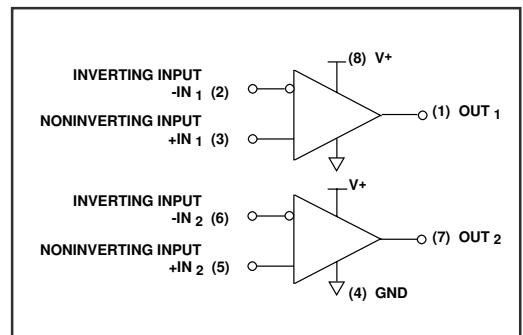 (8) V+
INVERTING INPUT
-IN 1 (2)
(1) OUT 1
NONINVERTING INPUT
+IN 1 (3)
V+
INVERTING INPUT
-IN 2 (6)
(7) OUT 2
NONINVERTING INPUT
+IN 2 (5)
(4) GND